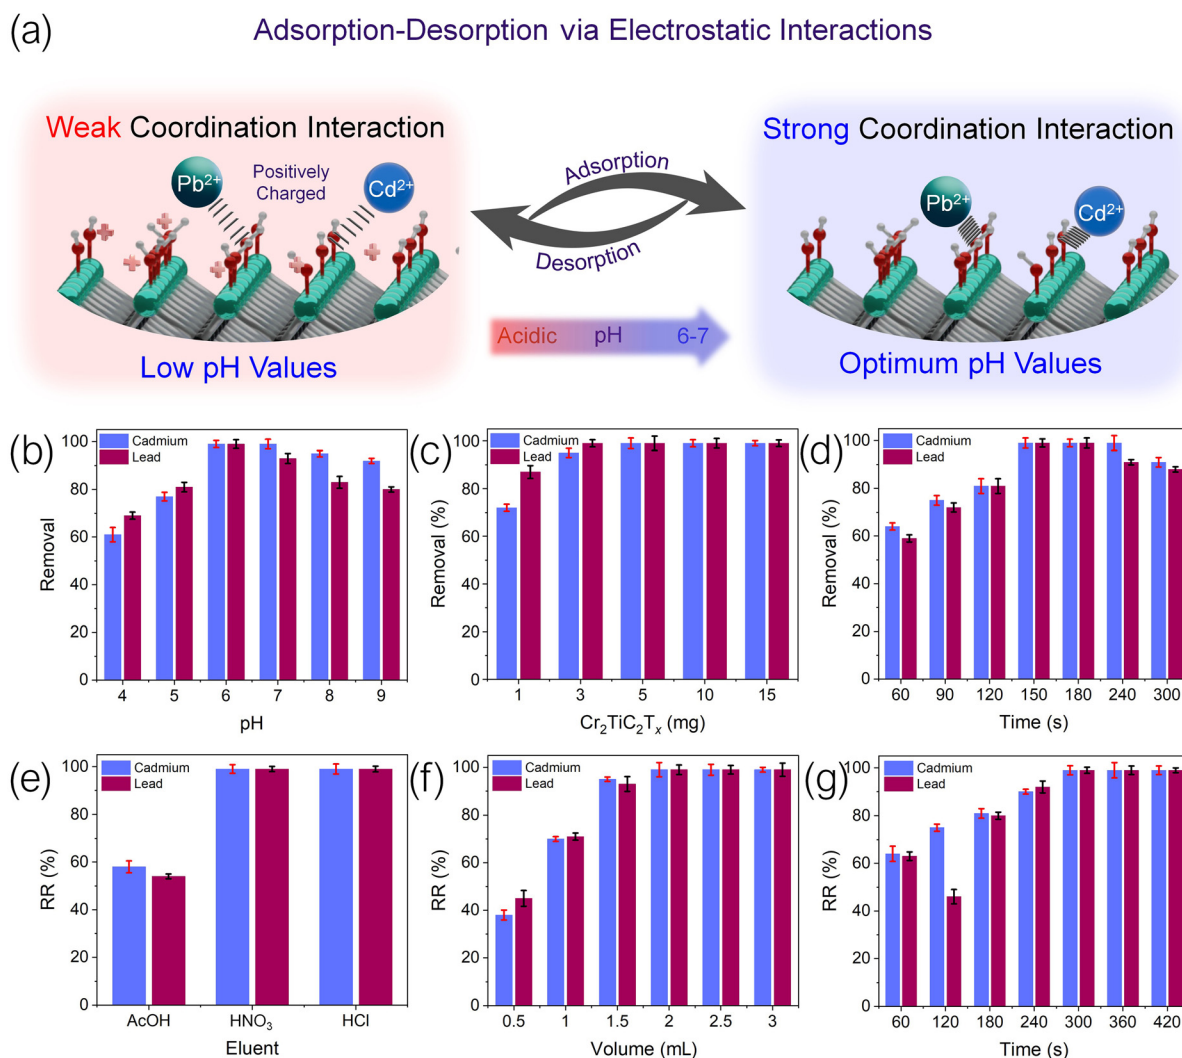 (a)
Adsorption-Desorption via Electrostatic Interactions
Weak Coordination Interaction
Pb²⁺
Positively
Charged
Cd²⁺
Low pH Values
Adsorption
Desorption
Acidic pH 6-7
Strong Coordination Interaction
Pb²⁺
Cd²⁺
Optimum pH Values
(b)
Cadmium
Lead
Removal
100
80
60
40
20
0
4 5 6 7 8 9
pH
(c)
Cadmium
Lead
Removal (%)
100
80
60
40
20
0
1 3 5 10 15
Cr₂TiC₂Tₓ (mg)
(d)
Cadmium
Lead
Removal (%)
100
80
60
40
20
0
60 90 120 150 180 240 300
Time (s)
(e)
Cadmium
Lead
RR (%)
100
80
60
40
20
0
AcOH HNO₃ HCl
Eluent
(f)
Cadmium
Lead
RR (%)
100
80
60
40
20
0
0.5 1 1.5 2 2.5 3
Volume (mL)
(g)
Cadmium
Lead
RR (%)
100
80
60
40
20
0
60 120 180 240 300 360 420
Time (s)